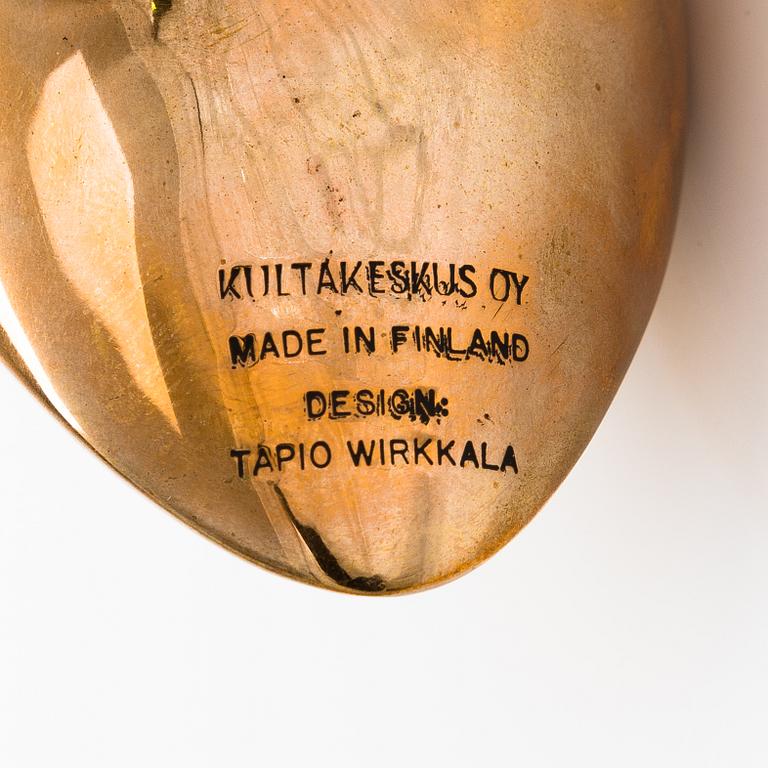 KULTAKESKUS OY
MADE IN FINLAND
DESIGN:
TAPIO WIRKKALA